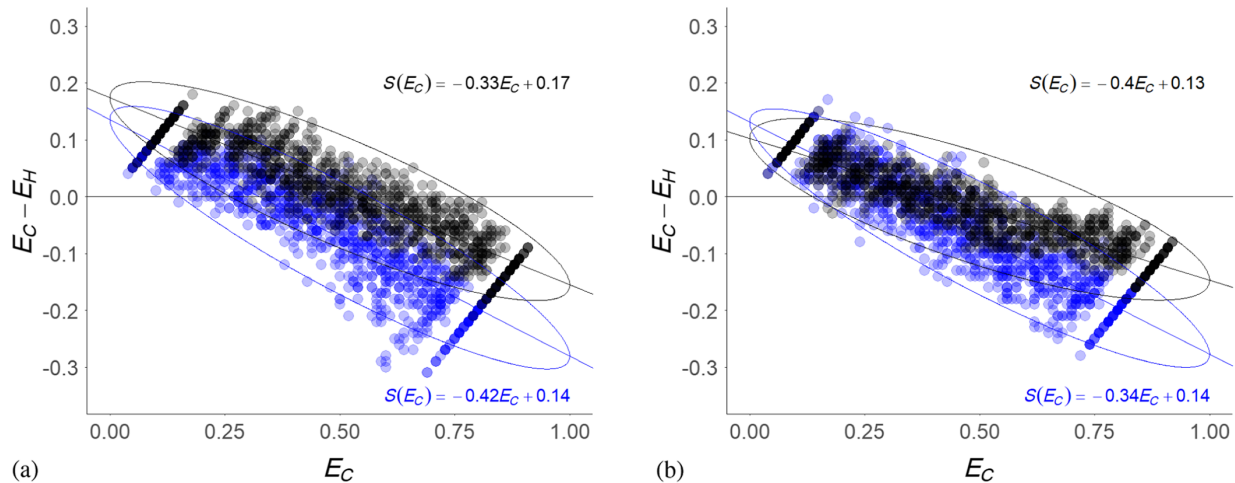 0.3
0.2
0.1
0.0
-0.1
-0.2
-0.3
E_C − E_H
S(E_C) = −0.33E_C + 0.17
S(E_C) = −0.42E_C + 0.14
0.00 0.25 0.50 0.75 1.00
(a)
E_C
0.3
0.2
0.1
0.0
-0.1
-0.2
-0.3
E_C − E_H
S(E_C) = −0.4E_C + 0.13
S(E_C) = −0.34E_C + 0.14
0.00 0.25 0.50 0.75 1.00
(b)
E_C